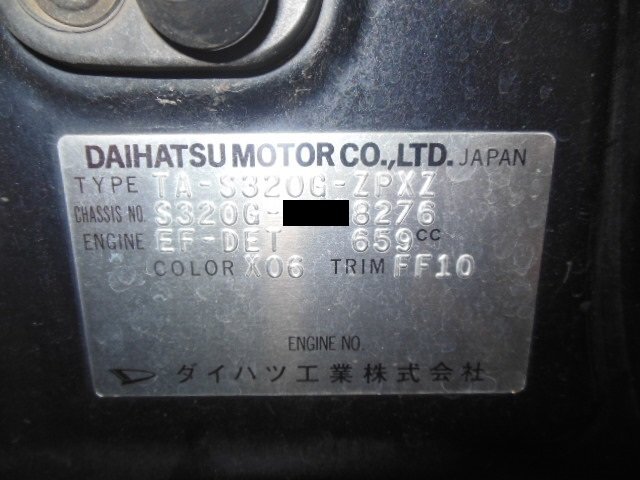 DAIHATSU MOTOR CO.,LTD. JAPAN
TYPE TA-S320G-ZPXZ
CHASSIS NO. S320G- 8276
ENGINE EF-DET 659CC
COLOR X06 TRIM FF10
ENGINE NO.
ダイハツ工業株式会社